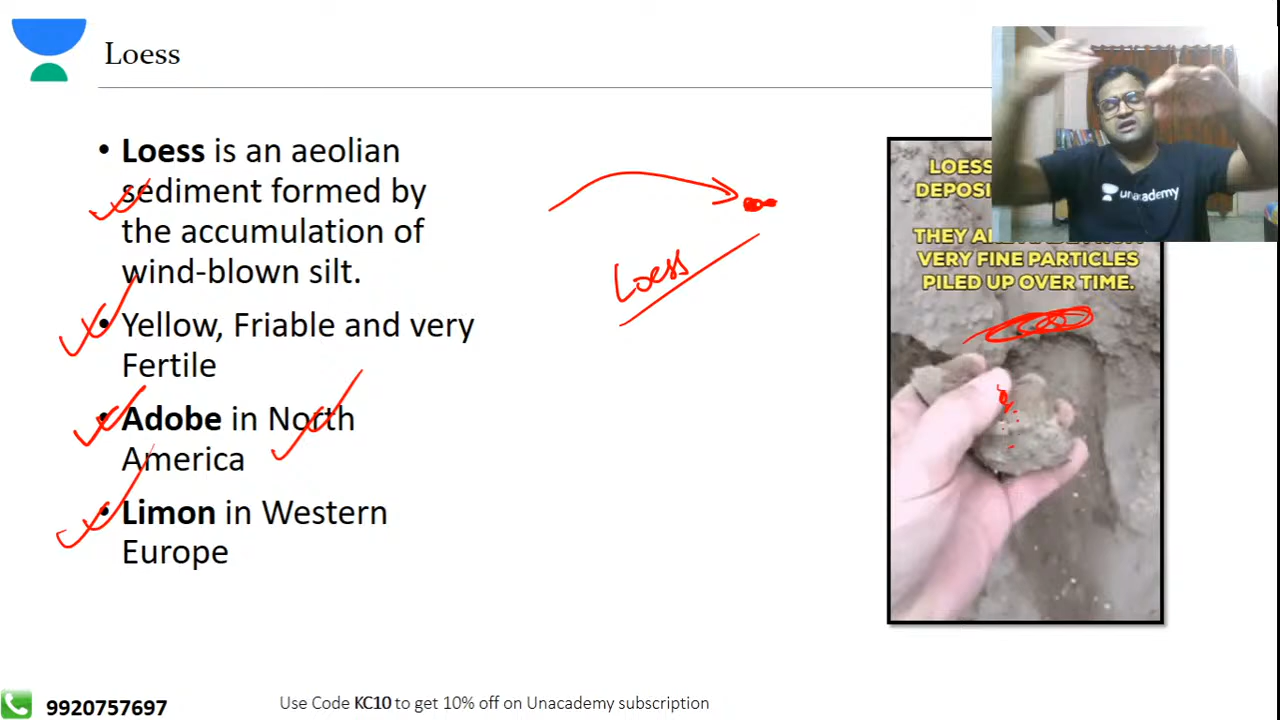 Loess
• Loess is an aeolian
sediment formed by
the accumulation of
wind-blown silt.
• Yellow, Friable and very
Fertile
• Adobe in North
America
• Limon in Western
Europe
Loess
LOESS
VERY FINE PARTICLES
PILED UP OVER TIME.
unacademy
9920757697
Use Code KC10 to get 10% off on Unacademy subscription